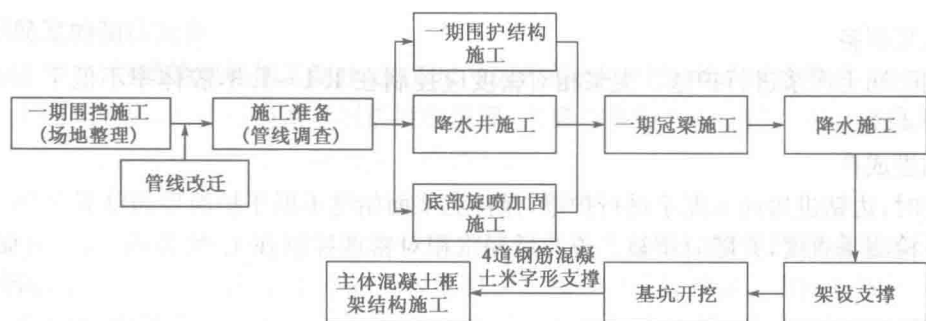 一期围护结构
施工
一期围挡施工
(场地整理)
施工准备
(管线调查)
降水井施工
一期冠梁施工
降水施工
管线改迁
底部旋喷加固
施工
4道钢筋混凝
土米字形支撑
主体混凝土框
架结构施工
基坑开挖
架设支撑